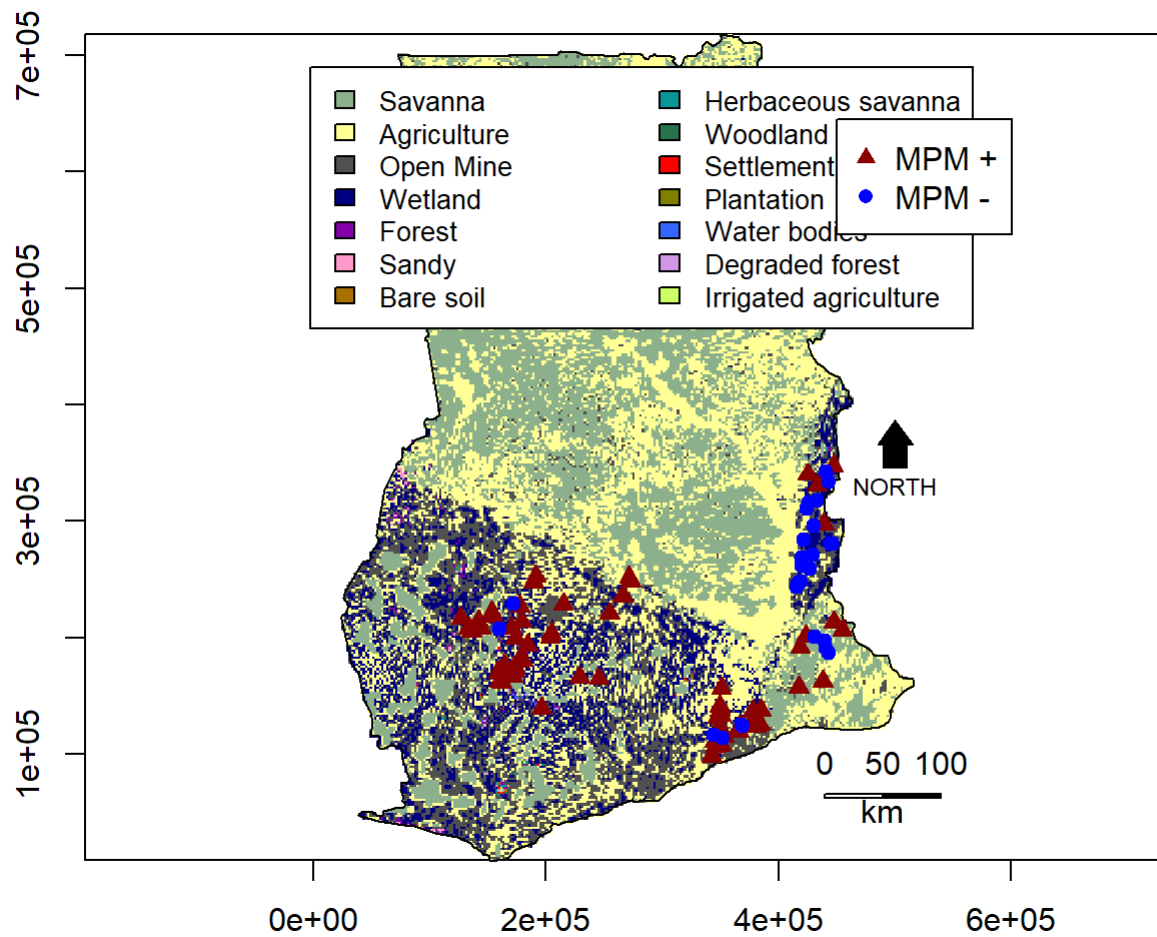 7e+05
5e+05
3e+05
1e+05
Savanna
Agriculture
Open Mine
Wetland
Forest
Sandy
Bare soil
Herbaceous savanna
Woodland
Settlement
Plantation
Water bodies
Degraded forest
Irrigated agriculture
MPM +
MPM -
NORTH
0 50 100
km
0e+00 2e+05 4e+05 6e+05